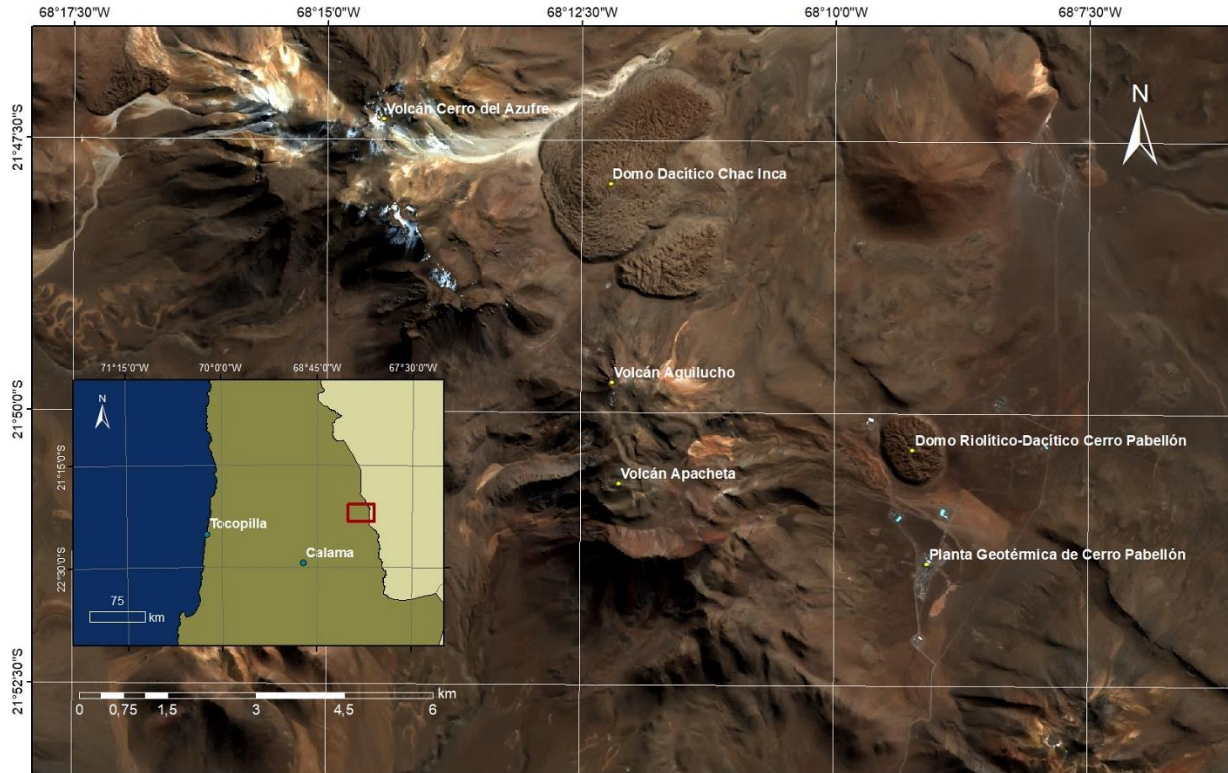 68°17'30"W
68°15'0"W
68°12'30"W
68°10'0"W
68°7'30"W
N
21°47'30"S
Volcán Cerro del Azufre
Domo Dacítico Chac Inca
Volcán Aguilucho
21°50'0"S
Domo Riolítico-Dacítico Cerro Pabellón
Volcán Apacheta
Planta Geotérmica de Cerro Pabellón
21°52'30"S
71°15'0"W
70°0'0"W
68°45'0"W
67°30'0"W
N
21°15'0"S
Tocopilla
Calama
22°30'0"S
75
km
km
0 0,75 1,5 3 4,5 6